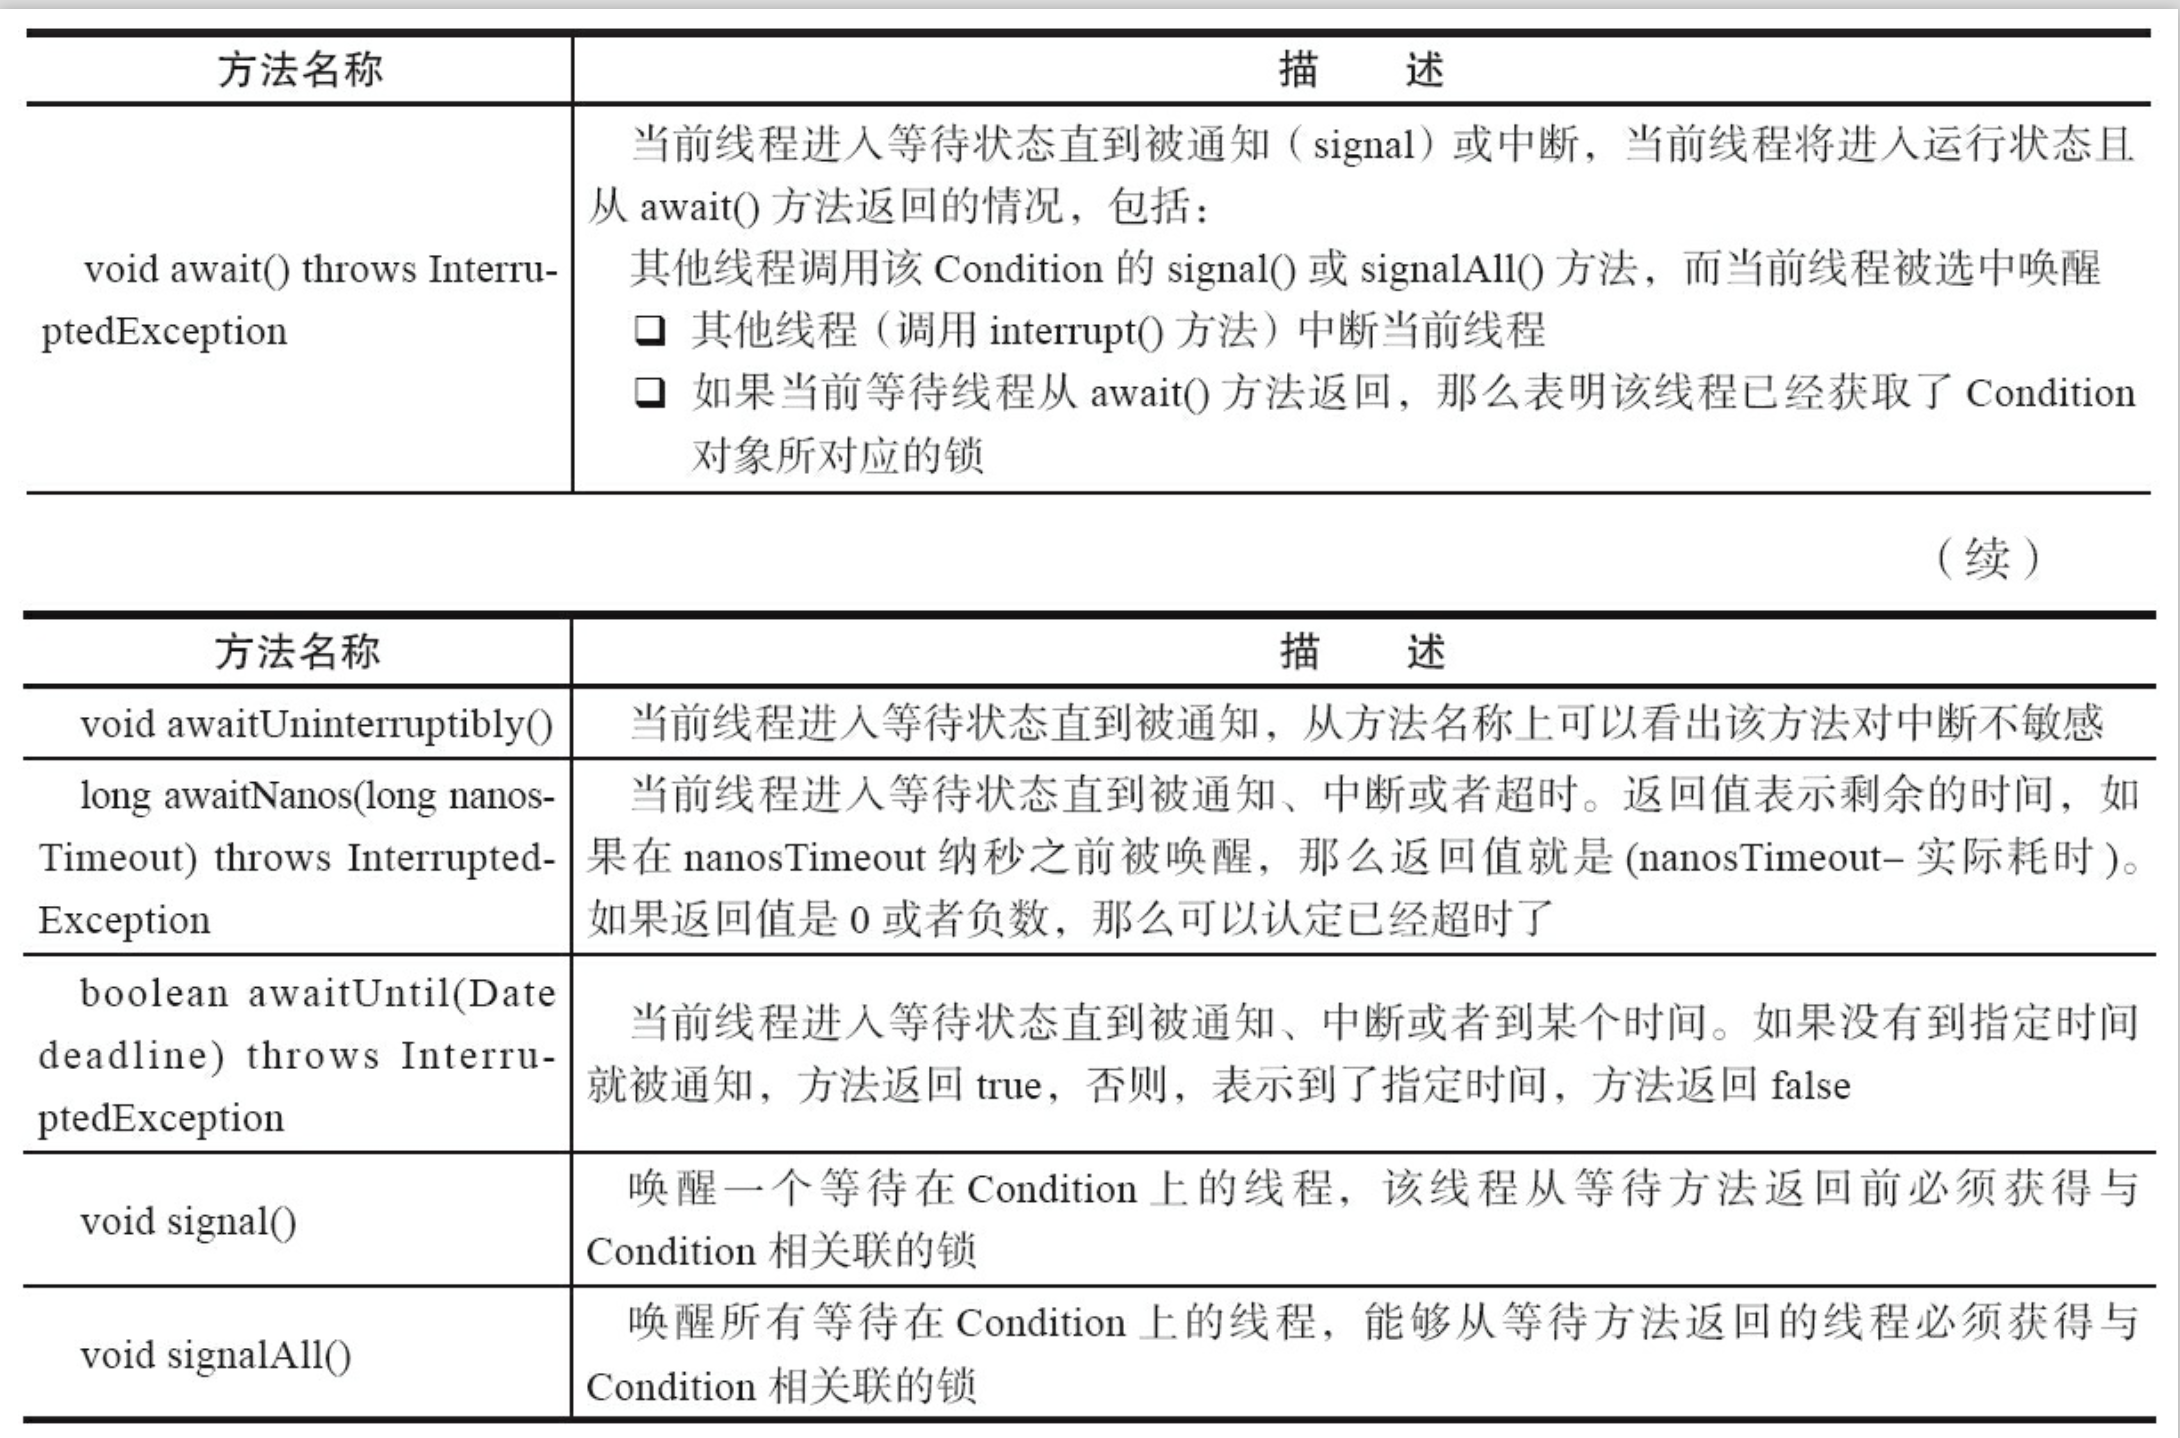 方法名称
描 述
void await() throws Interru-
ptedException
当前线程进入等待状态直到被通知（signal）或中断，当前线程将进入运行状态且
从 await() 方法返回的情况，包括：
其他线程调用该 Condition 的 signal() 或 signalAll() 方法，而当前线程被选中唤醒
❑ 其他线程（调用 interrupt() 方法）中断当前线程
❑ 如果当前等待线程从 await() 方法返回，那么表明该线程已经获取了 Condition
对象所对应的锁
（续）
方法名称
描 述
void awaitUninterruptibly()
当前线程进入等待状态直到被通知，从方法名称上可以看出该方法对中断不敏感
long awaitNanos(long nanos-
Timeout) throws Interrupted-
Exception
当前线程进入等待状态直到被通知、中断或者超时。返回值表示剩余的时间，如
果在 nanosTimeout 纳秒之前被唤醒，那么返回值就是 (nanosTimeout– 实际耗时 )。
如果返回值是 0 或者负数，那么可以认定已经超时了
boolean awaitUntil(Date
deadline) throws Interru-
ptedException
当前线程进入等待状态直到被通知、中断或者到某个时间。如果没有到指定时间
就被通知，方法返回 true，否则，表示到了指定时间，方法返回 false
void signal()
唤醒一个等待在 Condition 上的线程，该线程从等待方法返回前必须获得与
Condition 相关联的锁
void signalAll()
唤醒所有等待在 Condition 上的线程，能够从等待方法返回的线程必须获得与
Condition 相关联的锁